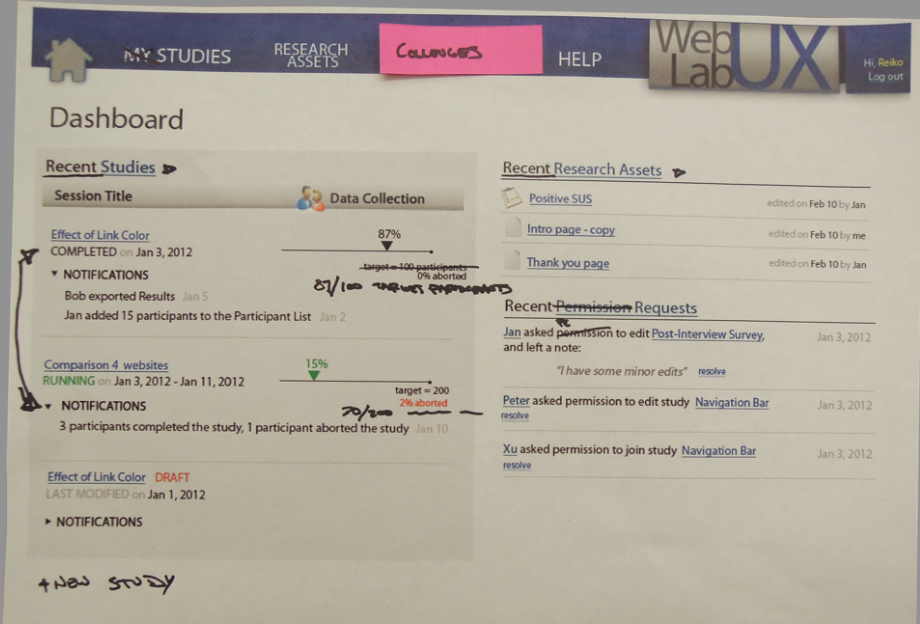 MY STUDIES
RESEARCH ASSETS
HELP
Web Lab UX
Hi, Reiko
Log out
Dashboard
Recent Studies
Session Title
Data Collection
Effect of Link Color
87%
COMPLETED on Jan 3, 2012
target = 100 participants
0% aborted
NOTIFICATIONS
87/100 TARGET PARTICIPANTS
Bob exported Results Jan 5
Jan added 15 participants to the Participant List Jan 2
Comparison 4 websites
15%
RUNNING on Jan 3, 2012 - Jan 11, 2012
target = 200
2% aborted
NOTIFICATIONS
70/200
3 participants completed the study, 1 participant aborted the study Jan 10
Effect of Link Color DRAFT
LAST MODIFIED on Jan 1, 2012
NOTIFICATIONS
+ NEW STUDY
Recent Research Assets
Positive SUS edited on Feb 10 by Jan
Intro page - copy edited on Feb 10 by me
Thank you page edited on Feb 10 by Jan
Recent Permission Requests
Jan asked permission to edit Post-Interview Survey, Jan 3, 2012
and left a note:
"I have some minor edits" resolve
Peter asked permission to edit study Navigation Bar Jan 3, 2012
resolve
Xu asked permission to join study Navigation Bar Jan 3, 2012
resolve